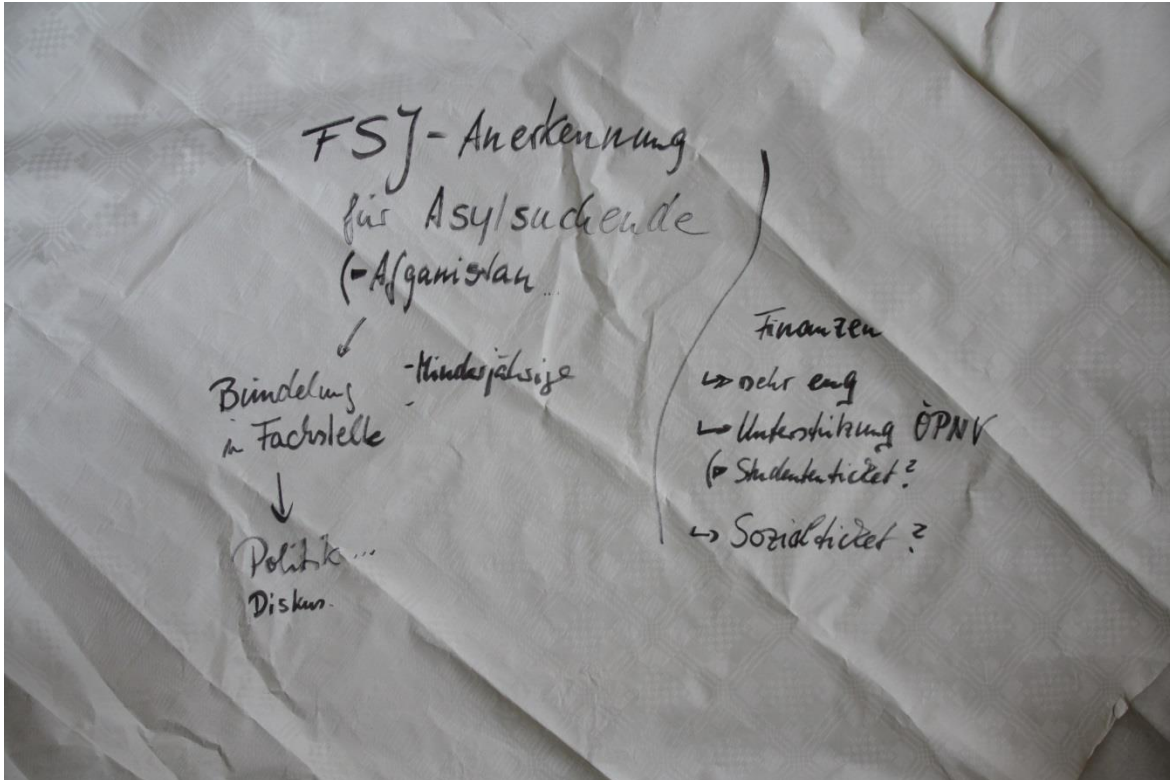 FSJ-Anerkennung
für Asylsuchende
(- Afganistan ...
Bündelung
in Fachstelle
- Minderjährige
-
Politik ...
Diskus.
Finanzen
↳ sehr eng
↳ Unterstützung ÖPNV
(▸ Studententicket?
↳ Sozialticket?